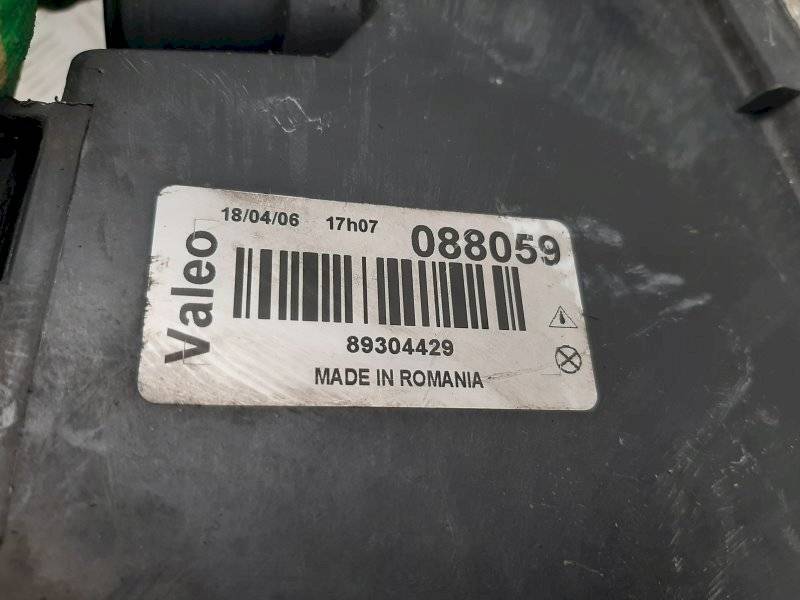 18/04/06 17h07 088059
Valeo
89304429
MADE IN ROMANIA